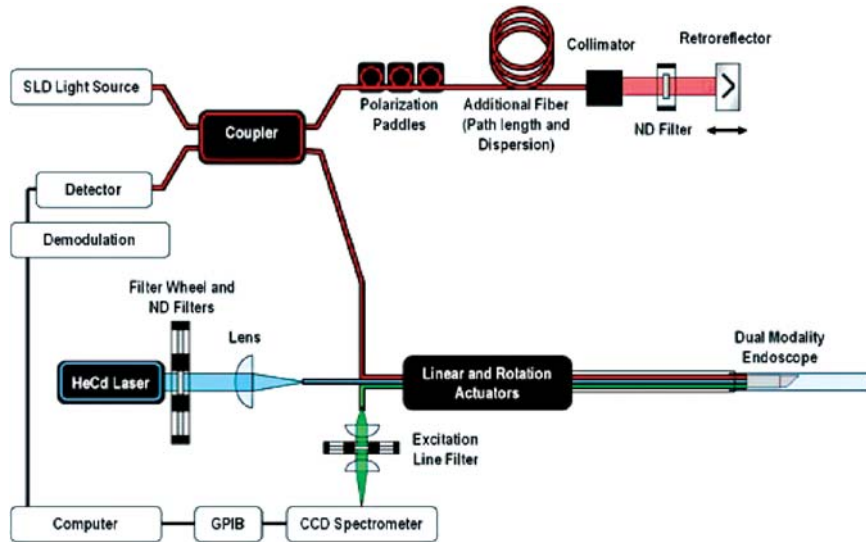 SLD Light Source
Coupler
Polarization
Paddles
Additional Fiber
(Path length and
Dispersion)
Collimator
Retroreflector
ND Filter
Detector
Demodulation
Filter Wheel and
ND Filters
Lens
HeCd Laser
Linear and Rotation
Actuators
Dual Modality
Endoscope
Excitation
Line Filter
Computer
GPIB
CCD Spectrometer